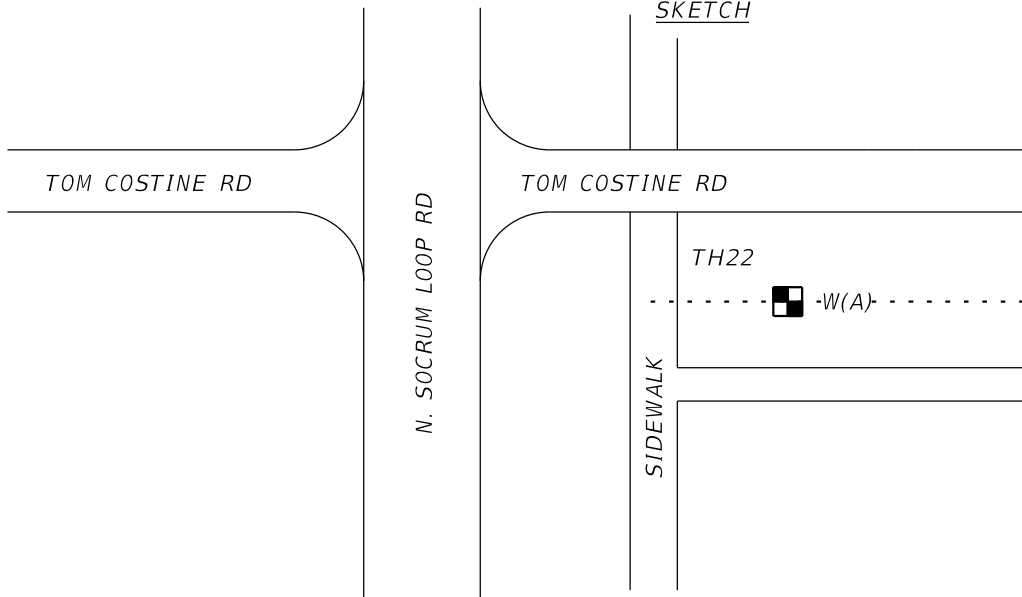 SKETCH
TOM COSTINE RD
TOM COSTINE RD
N. SOCRUM LOOP RD
TH22
W(A)
SIDEWALK